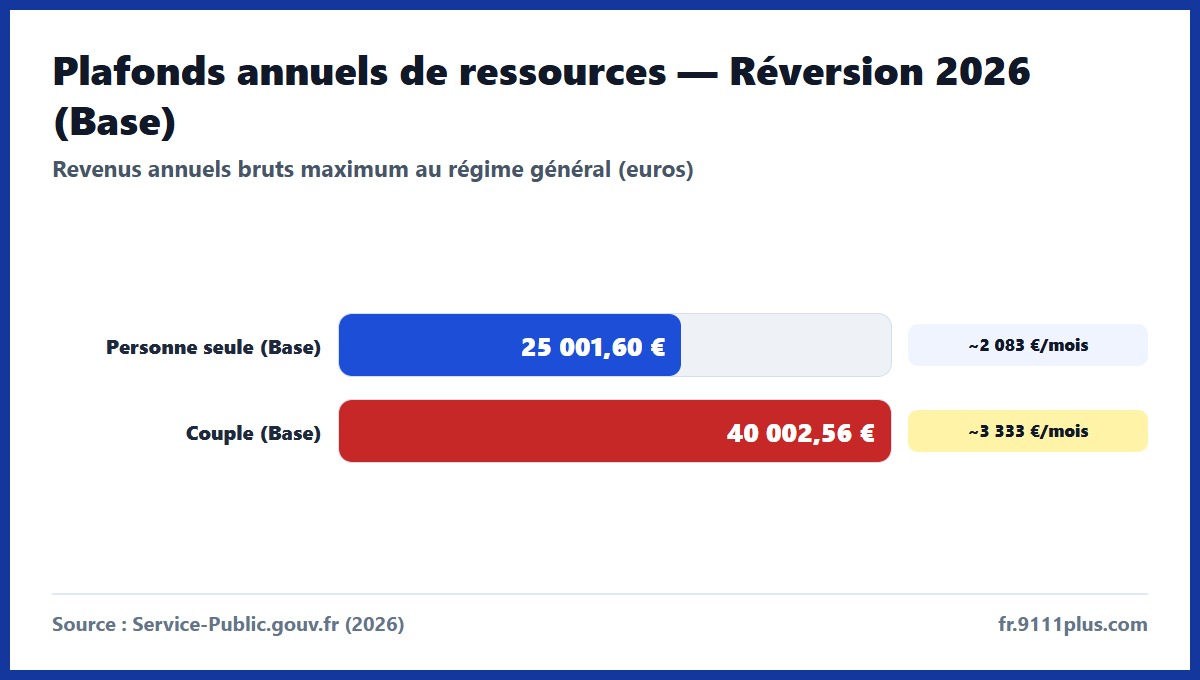 Plafonds annuels de ressources — Réversion 2026
(Base)
Revenus annuels bruts maximum au régime général (euros)
Personne seule (Base)
25 001,60 €
~2 083 €/mois
Couple (Base)
40 002,56 €
~3 333 €/mois
Source : Service-Public.gouv.fr (2026)
fr.9111plus.com